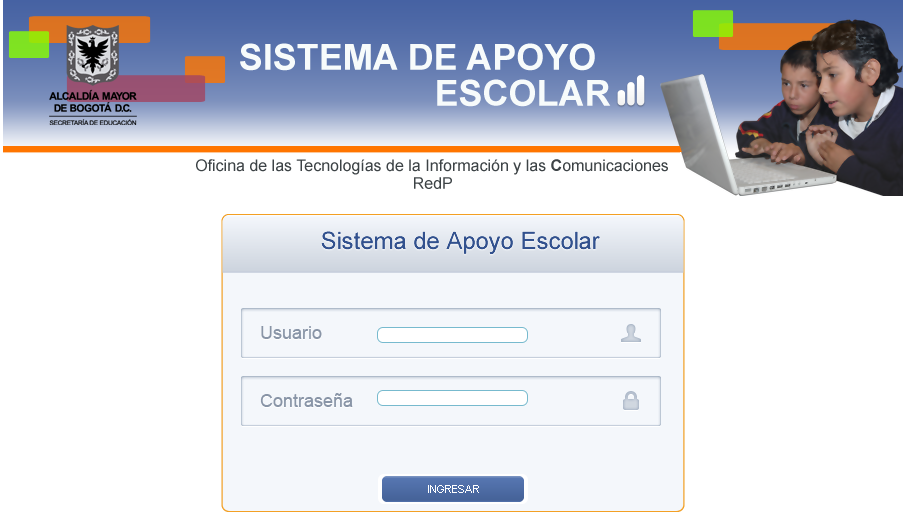 ALCALDÍA MAYOR
DE BOGOTÁ D.C.
SECRETARÍA DE EDUCACIÓN
SISTEMA DE APOYO
ESCOLAR
Oficina de las Tecnologías de la Información y las Comunicaciones
RedP
Sistema de Apoyo Escolar
Usuario
Contraseña
INGRESAR